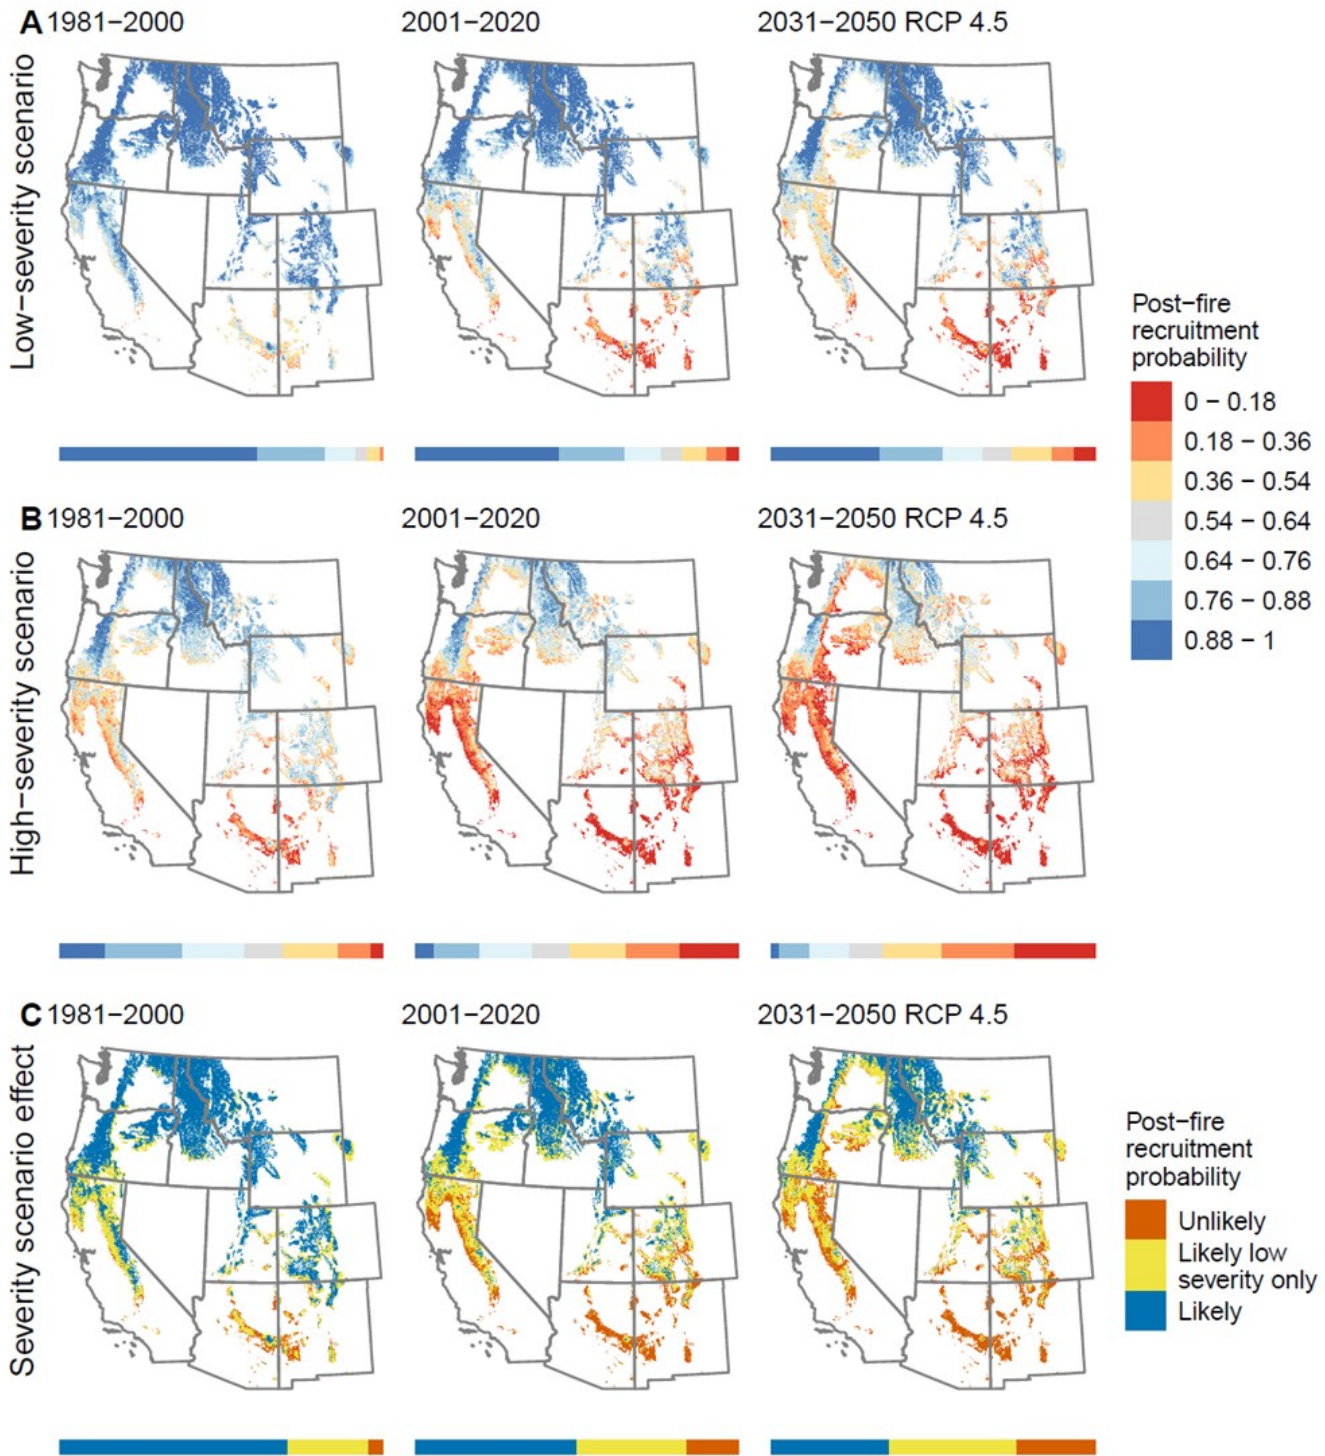 A 1981−2000
2001−2020
2031−2050 RCP 4.5
Low−severity scenario
Post−fire
recruitment
probability
0 − 0.18
0.18 − 0.36
0.36 − 0.54
0.54 − 0.64
0.64 − 0.76
0.76 − 0.88
0.88 − 1
B 1981−2000
2001−2020
2031−2050 RCP 4.5
High−severity scenario
C 1981−2000
2001−2020
2031−2050 RCP 4.5
Severity scenario effect
Post−fire
recruitment
probability
Unlikely
Likely low
severity only
Likely